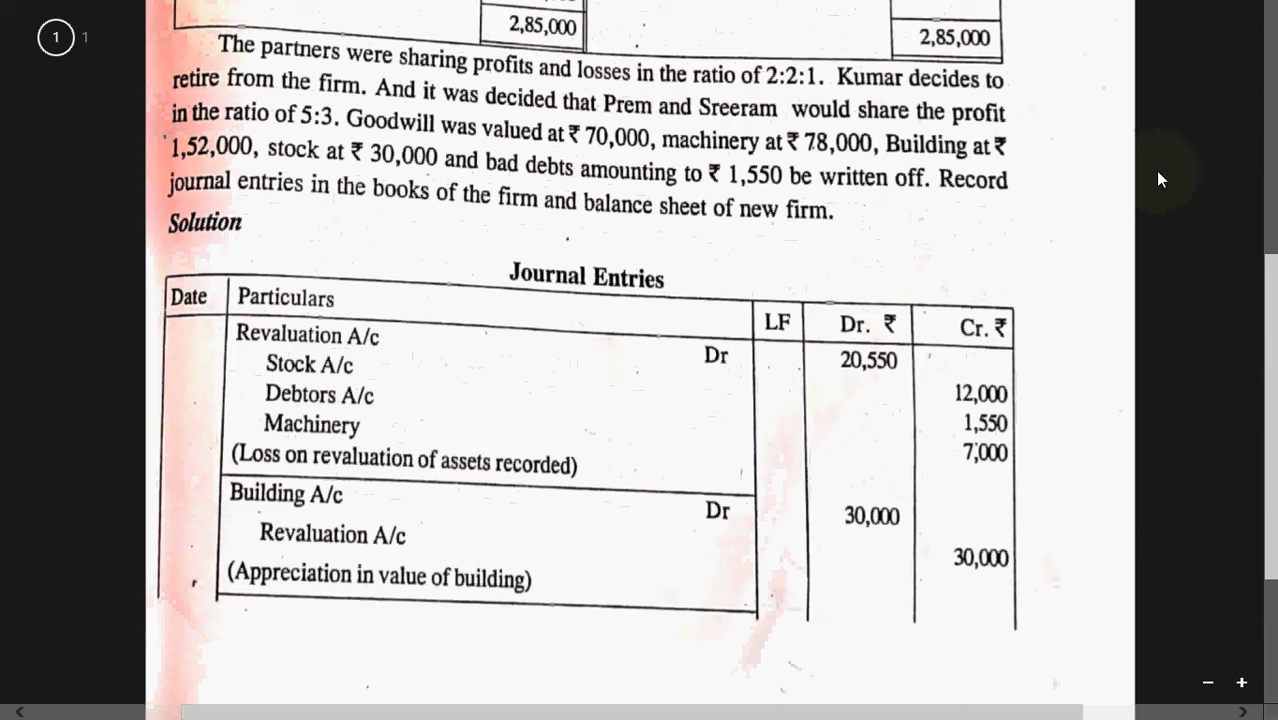 1 1
2,85,000 2,85,000
The partners were sharing profits and losses in the ratio of 2:2:1. Kumar decides to
retire from the firm. And it was decided that Prem and Sreeram would share the profit
in the ratio of 5:3. Goodwill was valued at ₹ 70,000, machinery at ₹ 78,000, Building at ₹
1,52,000, stock at ₹ 30,000 and bad debts amounting to ₹ 1,550 be written off. Record
journal entries in the books of the firm and balance sheet of new firm.
Solution
Journal Entries
Date Particulars LF Dr. ₹ Cr. ₹
Revaluation A/c Dr 20,550
Stock A/c 12,000
Debtors A/c 1,550
Machinery 7,000
(Loss on revaluation of assets recorded)
Building A/c Dr 30,000
Revaluation A/c 30,000
(Appreciation in value of building)